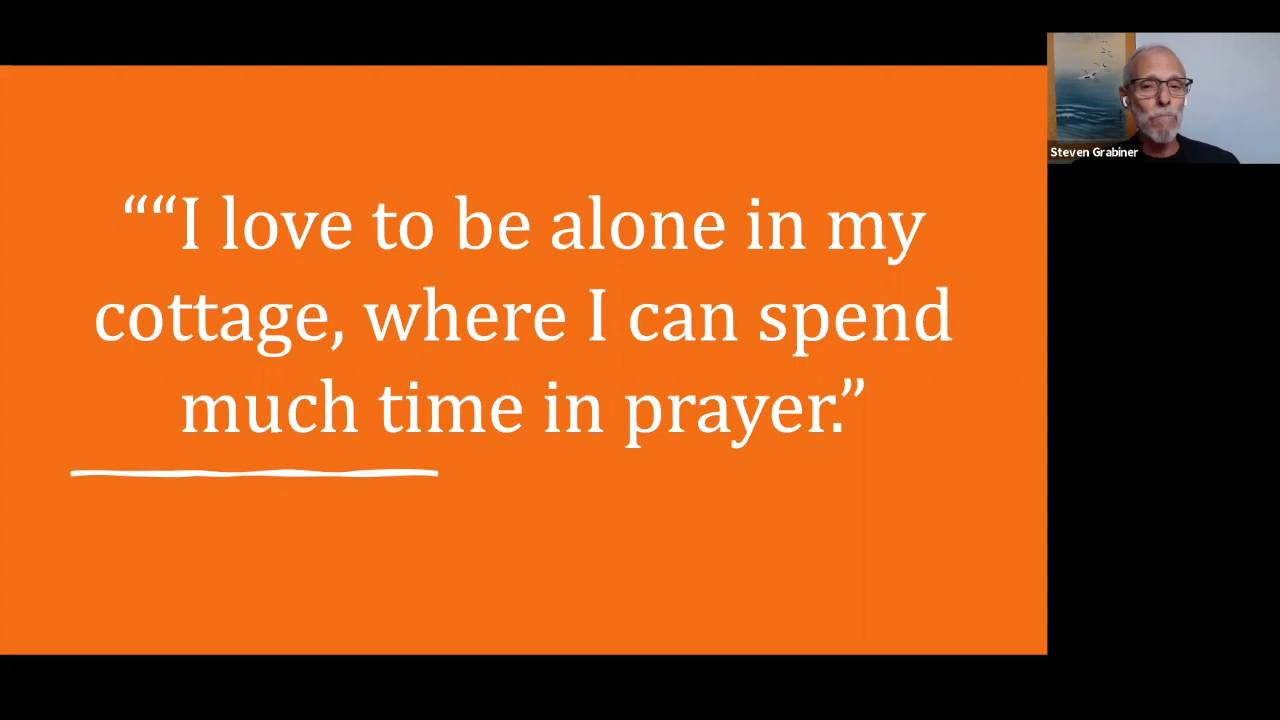 ““I love to be alone in my
cottage, where I can spend
much time in prayer.”
Steven Grabiner